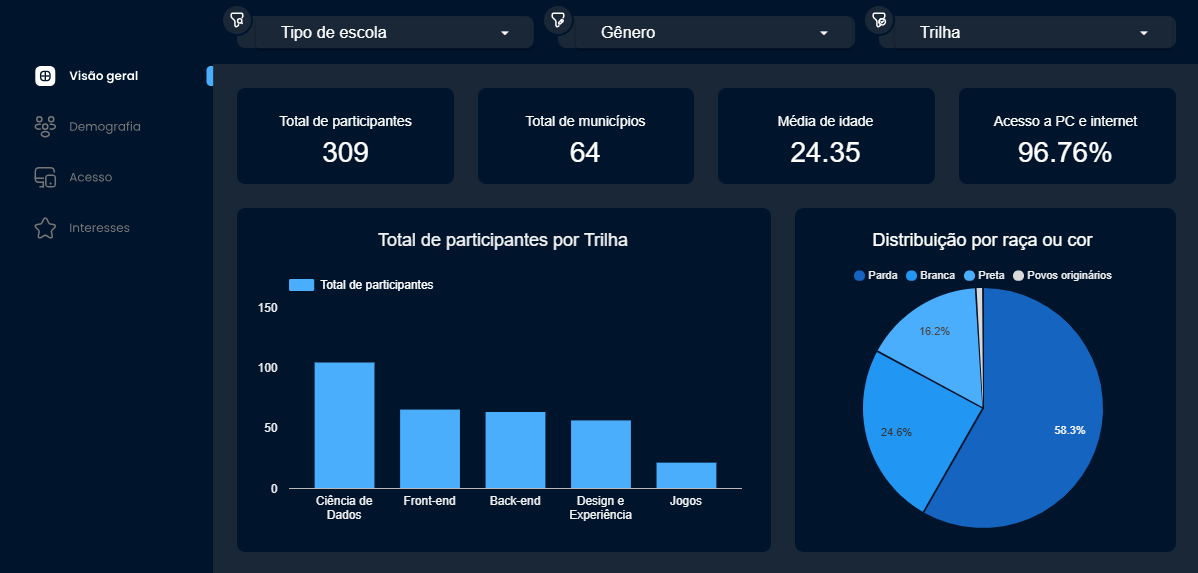 Tipo de escola
Gênero
Trilha
Visão geral
Demografia
Acesso
Interesses
Total de participantes
309
Total de municípios
64
Média de idade
24.35
Acesso a PC e internet
96.76%
Total de participantes por Trilha
Total de participantes
150
100
50
0
Ciência de
Dados
Front-end
Back-end
Design e
Experiência
Jogos
Distribuição por raça ou cor
Parda
Branca
Preta
Povos originários
16.2%
24.6%
58.3%